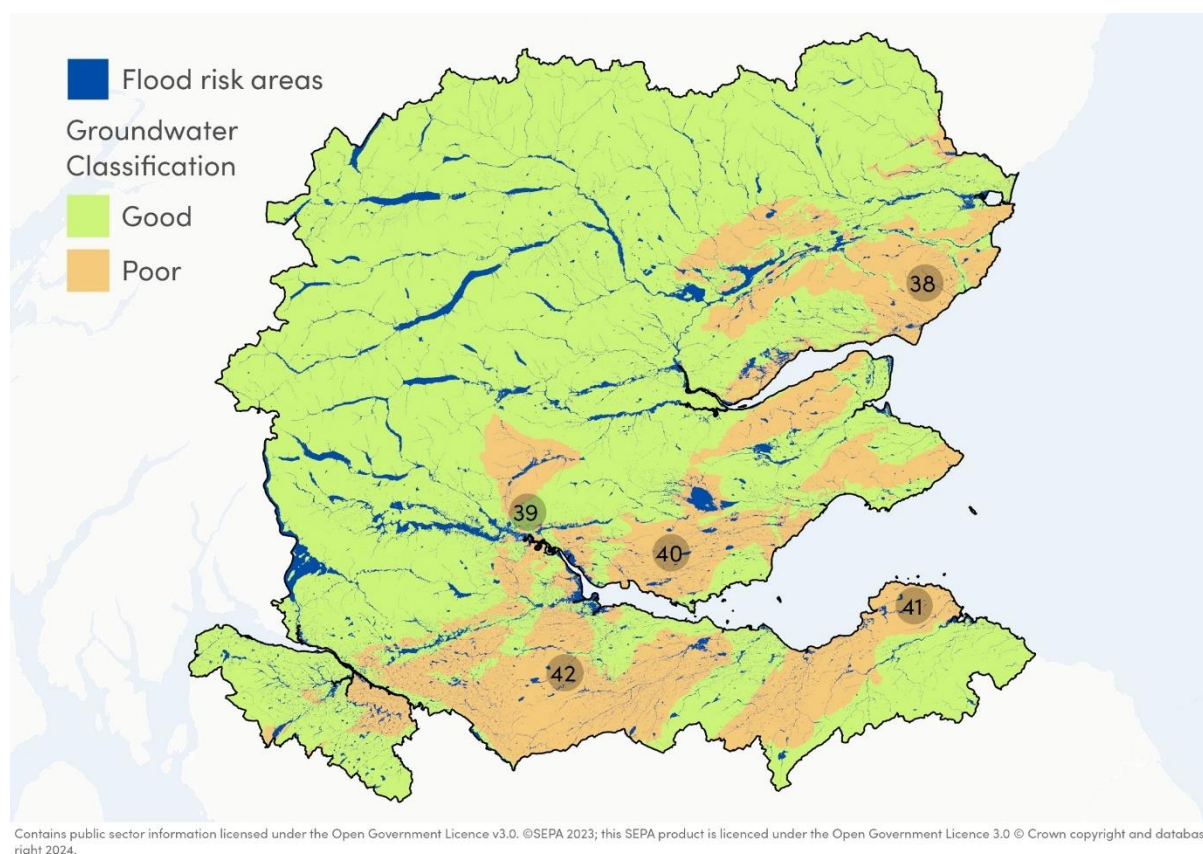 Flood risk areas
Groundwater
Classification
Good
Poor
38
39
40
41
42
Contains public sector information licensed under the Open Government Licence v3.0. ©SEPA 2023; this SEPA product is licenced under the Open Government Licence 3.0 © Crown copyright and databas
right 2024.